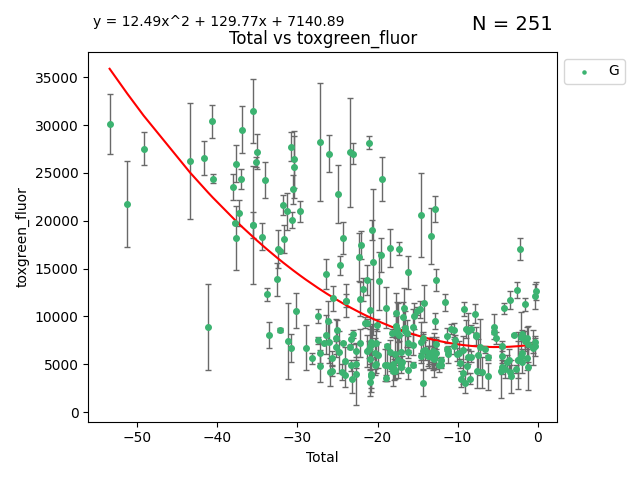 y = 12.49x^2 + 129.77x + 7140.89
N = 251
Total vs toxgreen_fluor
G
toxgreen_fluor
35000
30000
25000
20000
15000
10000
5000
0
−50
−40
−30
−20
−10
0
Total